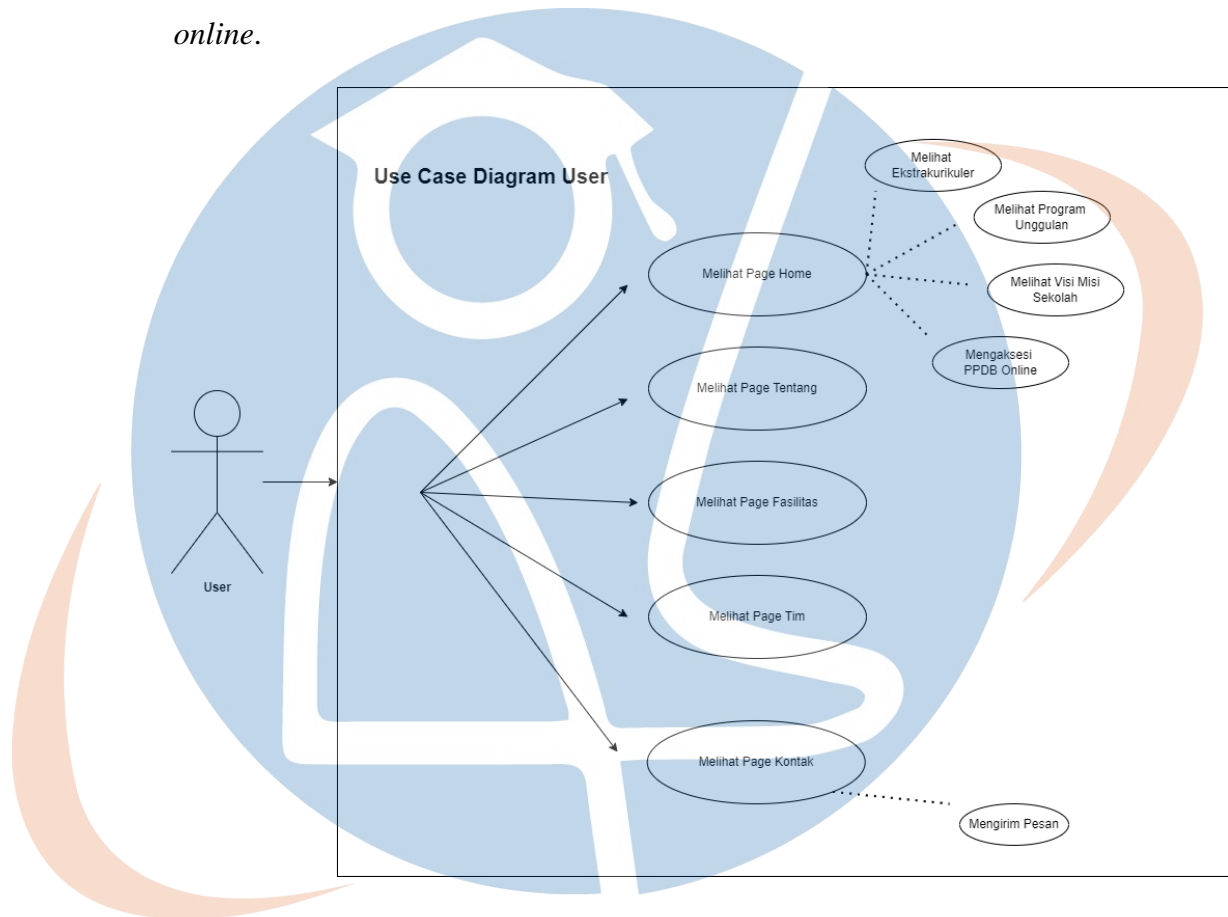 online.
Use Case Diagram User
Melihat
Ekstrakurikuler
Melihat Program
Unggulan
Melihat Page Home
Melihat Visi Misi
Sekolah
Mengaksesi
PPDB Online
Melihat Page Tentang
Melihat Page Fasilitas
User
Melihat Page Tim
Melihat Page Kontak
Mengirim Pesan